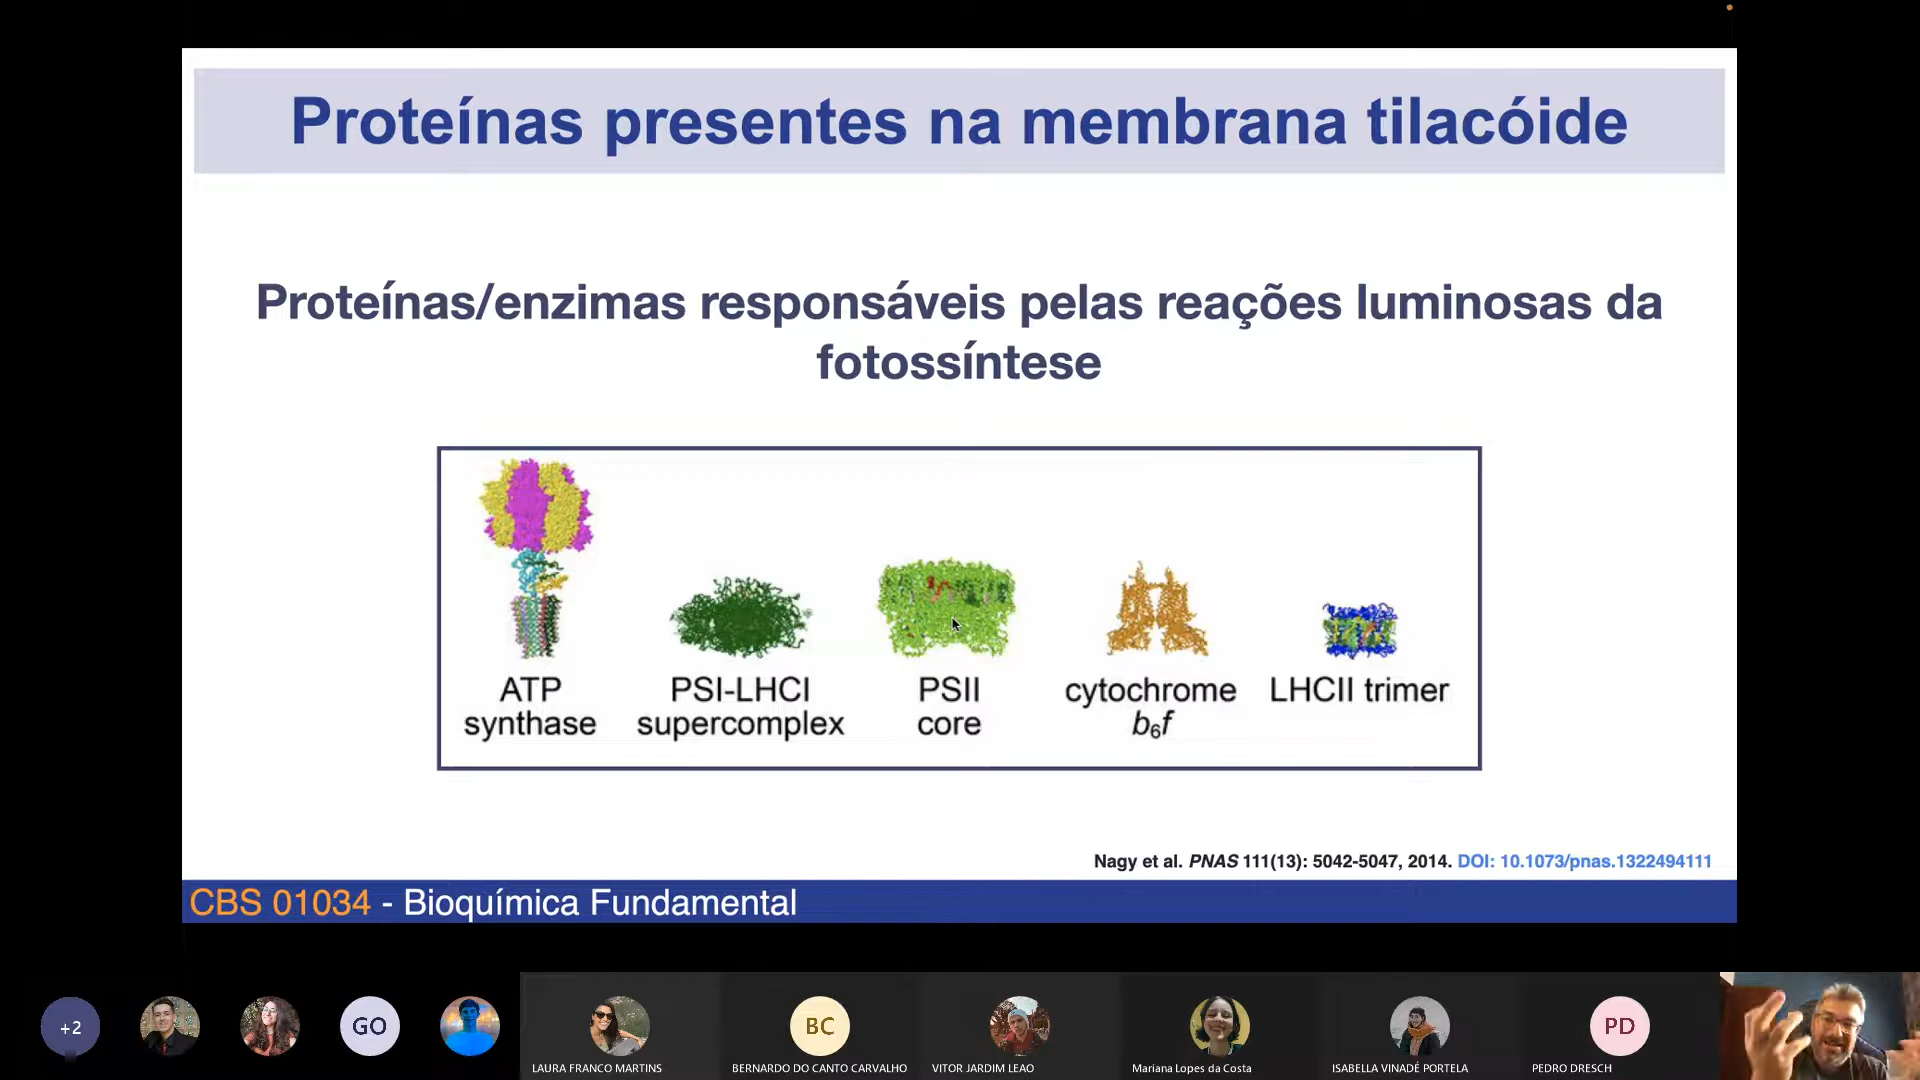 Proteínas presentes na membrana tilacóide
Proteínas/enzimas responsáveis pelas reações luminosas da
fotossíntese
ATP
synthase
PSI-LHCI
supercomplex
PSII
core
cytochrome
b₆f
LHCII trimer
Nagy et al. PNAS 111(13): 5042-5047, 2014. DOI: 10.1073/pnas.1322494111
CBS 01034 - Bioquímica Fundamental
+2
GO
LAURA FRANCO MARTINS
BC
BERNARDO DO CANTO CARVALHO
VITOR JARDIM LEAO
Mariana Lopes da Costa
ISABELLA VINADÉ PORTELA
PD
PEDRO DRESCH